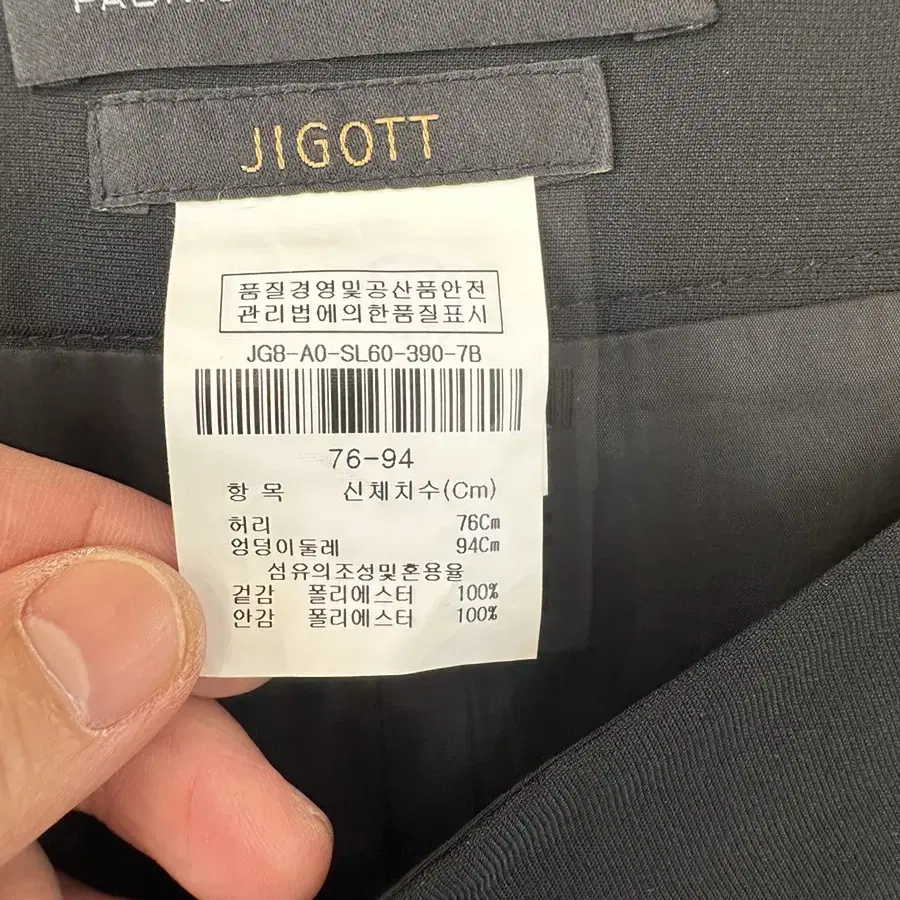 JIGOTT
품질경영및공산품안전
관리법에의한품질표시
JG8-A0-SL60-390-7B
76-94
항 목 신체치수(Cm)
허리 76Cm
엉덩이둘레 94Cm
섬유의조성및혼용율
겉감 폴리에스터 100%
안감 폴리에스터 100%